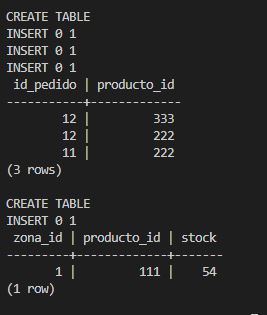 CREATE TABLE
INSERT 0 1
INSERT 0 1
INSERT 0 1
 id_pedido | producto_id
-----------+-------------
        12 |         333
        12 |         222
        11 |         222
(3 rows)

CREATE TABLE
INSERT 0 1
 zona_id | producto_id | stock
---------+-------------+-------
       1 |         111 |    54
(1 row)